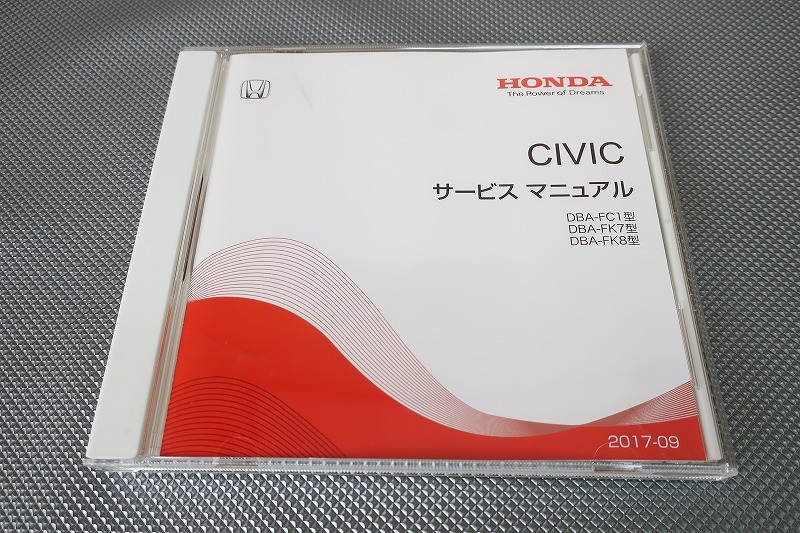 HONDA
The Power of Dreams
CIVIC
サービス マニュアル
DBA-FC1型
DBA-FK7型
DBA-FK8型
2017-09